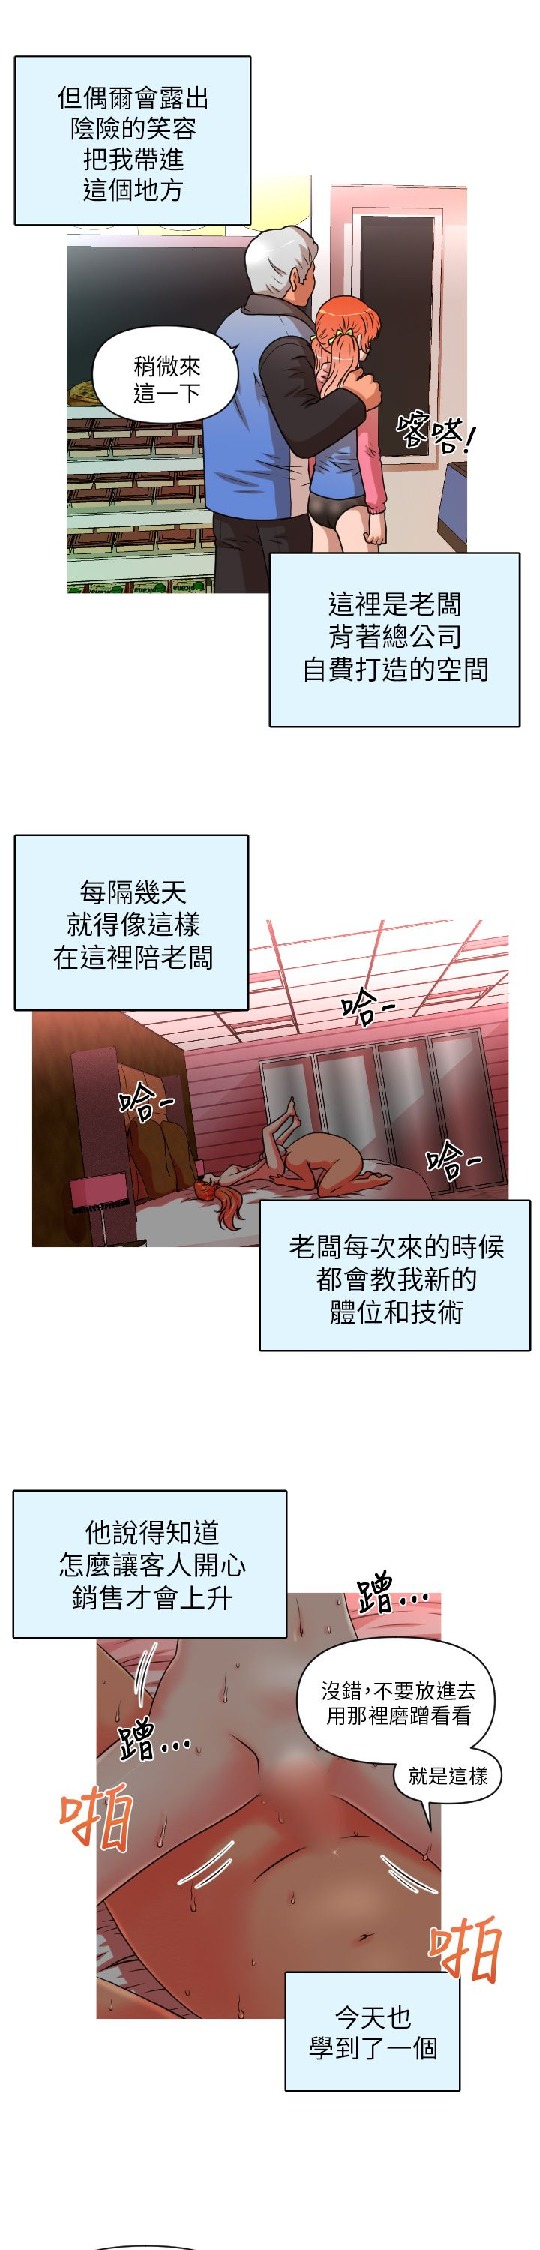 但偶爾會露出
陰險的笑容
把我帶進
這個地方
稍微來
這一下
喀嗒!
這裡是老闆
背著總公司
自費打造的空間
每隔幾天
就得像這樣
在這裡陪老闆
哈~
哈~
哈~
老闆每次來的時候
都會教我新的
體位和技術
他說得知道
怎麼讓客人開心
銷售才會上升
蹭…
沒錯,不要放進去
用那裡磨蹭看看
就是這樣
蹭…
啪
啪
今天也
學到了一個